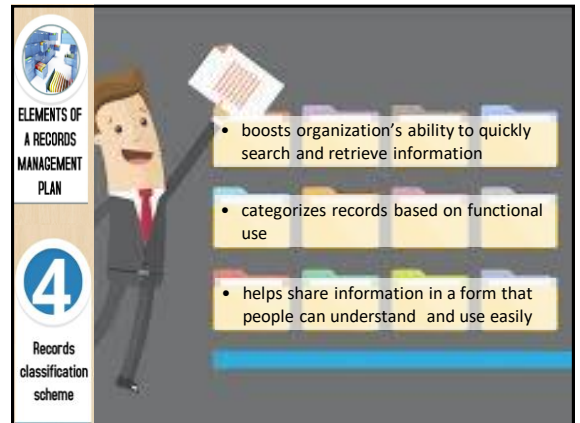 ELEMENTS OF
A RECORDS
MANAGEMENT
PLAN
4
Records
classification
scheme
• boosts organization's ability to quickly
search and retrieve information
• categorizes records based on functional
use
• helps share information in a form that
people can understand and use easily